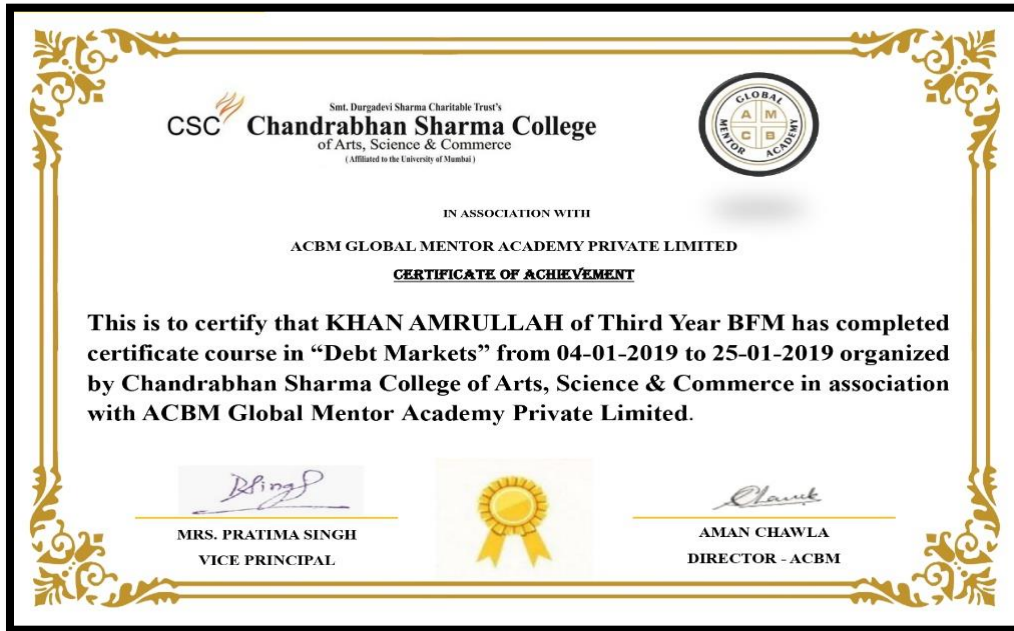 CSC
Smt. Durgadevi Sharma Charitable Trust's
Chandrabhan Sharma College
of Arts, Science & Commerce
(Affiliated to the University of Mumbai)
GLOBAL
MENTOR
ACADEMY
A M
C B
IN ASSOCIATION WITH
ACBM GLOBAL MENTOR ACADEMY PRIVATE LIMITED
CERTIFICATE OF ACHIEVEMENT
This is to certify that KHAN AMRULLAH of Third Year BFM has completed
certificate course in “Debt Markets” from 04-01-2019 to 25-01-2019 organized
by Chandrabhan Sharma College of Arts, Science & Commerce in association
with ACBM Global Mentor Academy Private Limited.
MRS. PRATIMA SINGH
VICE PRINCIPAL
AMAN CHAWLA
DIRECTOR - ACBM